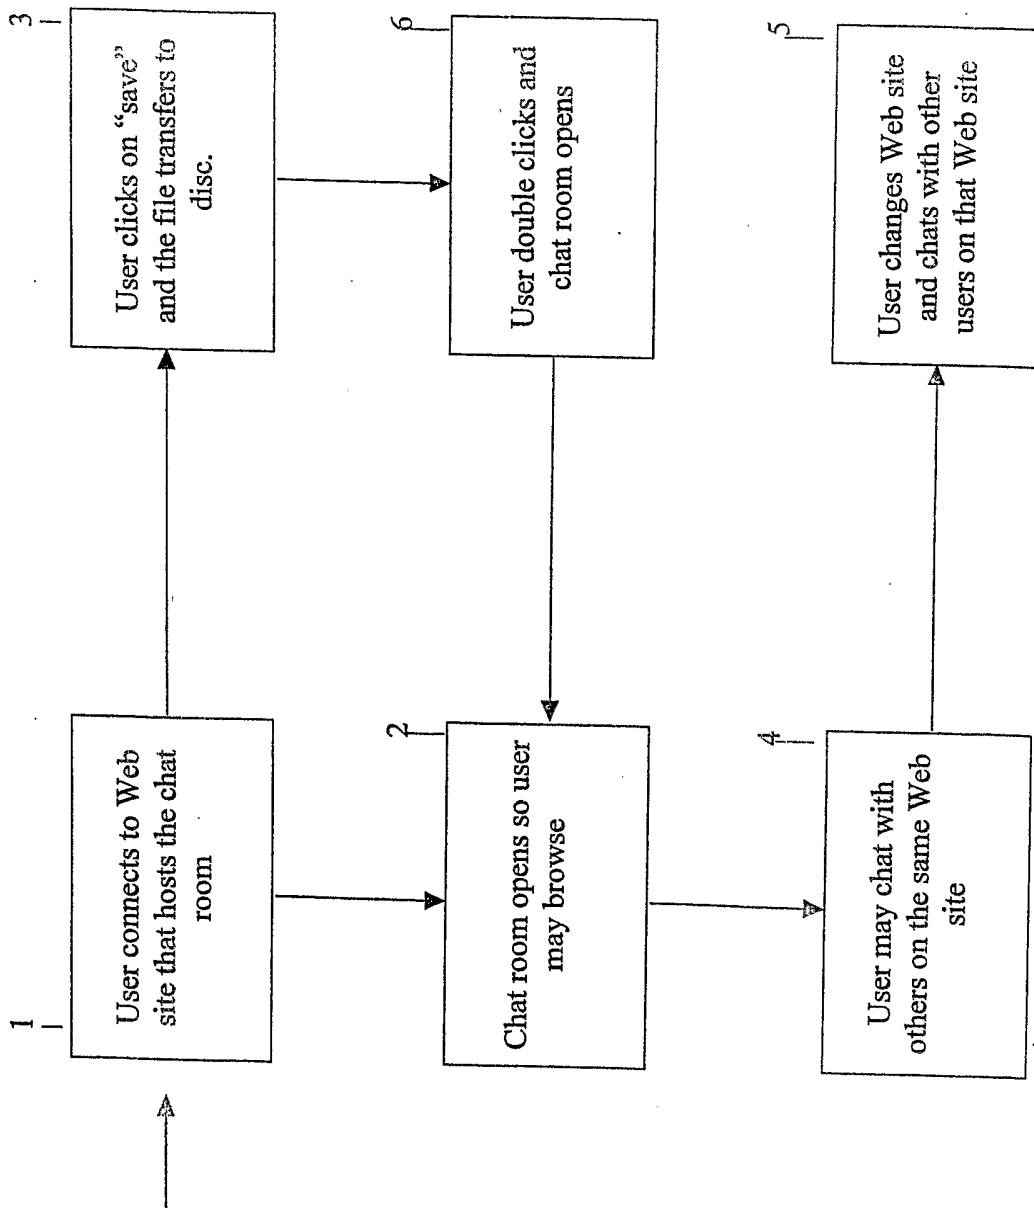 1
User connects to Web
site that hosts the chat
room
3
User clicks on “save”
and the file transfers to
disc.
2
Chat room opens so user
may browse
6
User double clicks and
chat room opens
4
User may chat with
others on the same Web
site
5
User changes Web site
and chats with other
users on that Web site